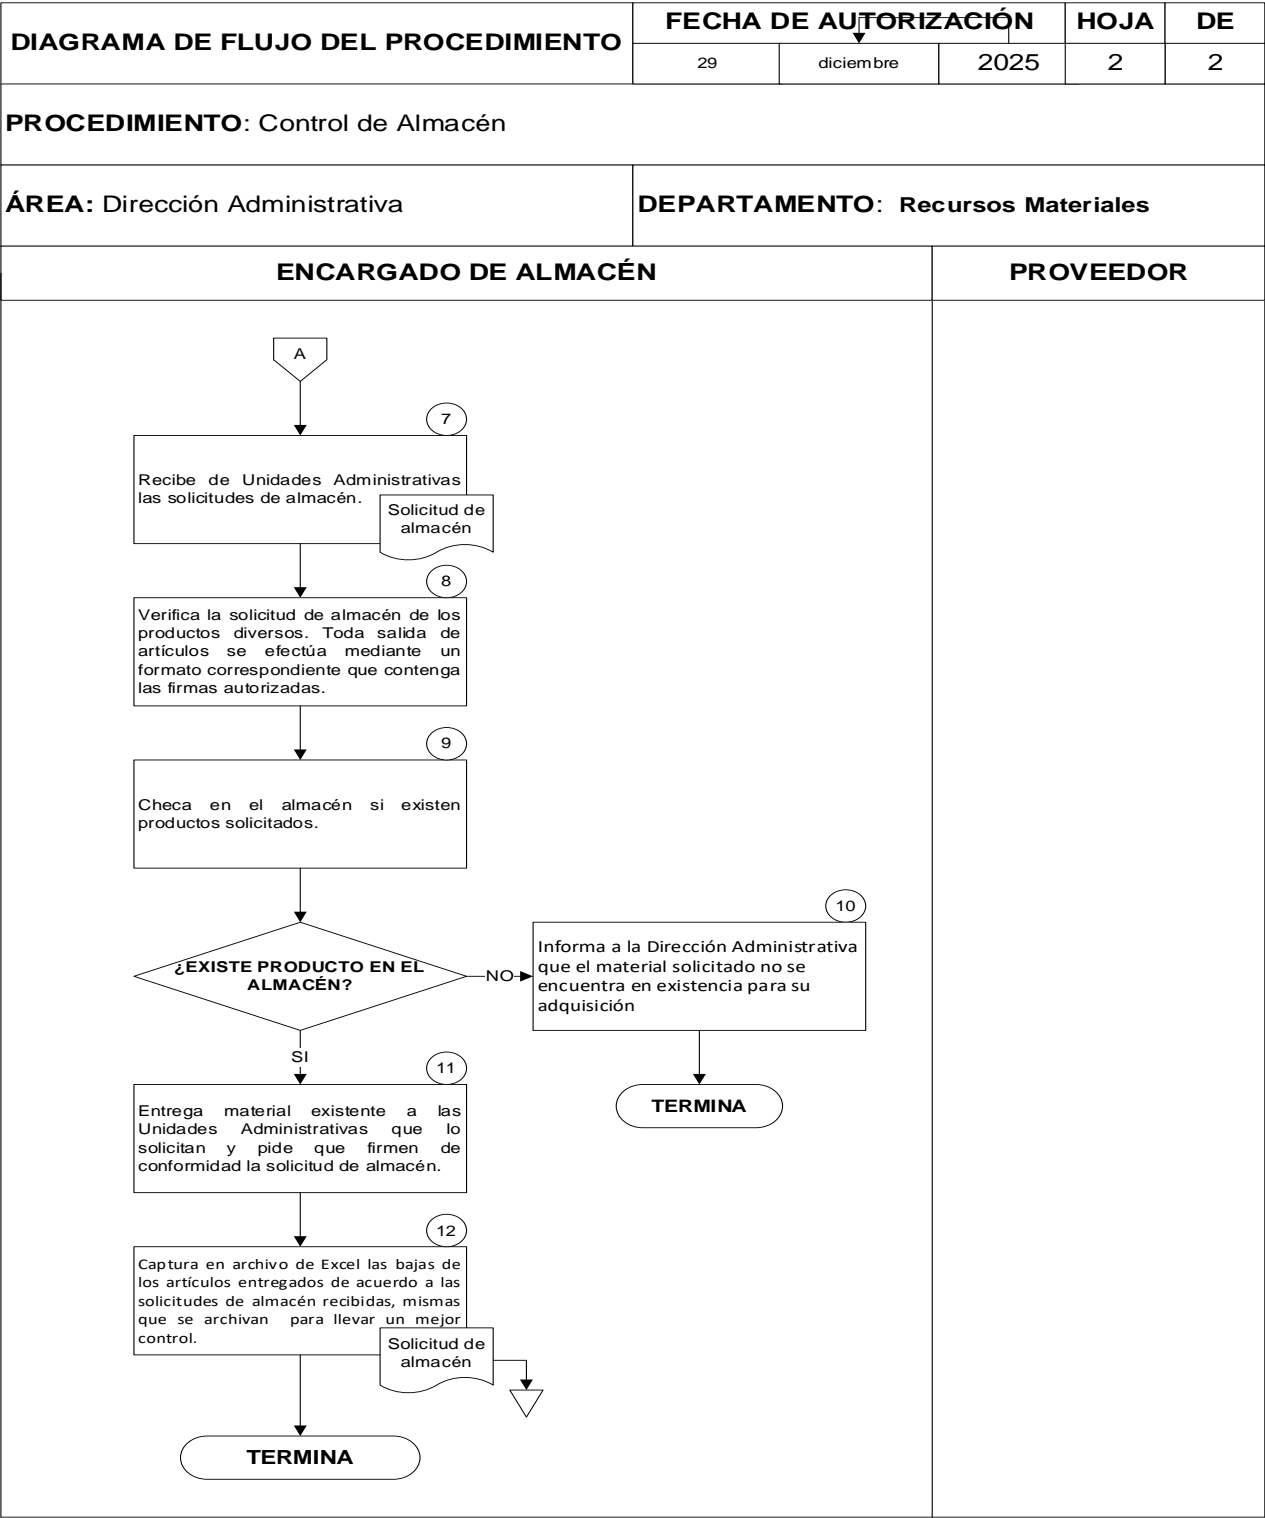 DIAGRAMA DE FLUJO DEL PROCEDIMIENTO
FECHA DE AUTORIZACIÓN
HOJA
DE
29
diciembre
2025
2
2
PROCEDIMIENTO: Control de Almacén
ÁREA: Dirección Administrativa
DEPARTAMENTO: Recursos Materiales
ENCARGADO DE ALMACÉN
PROVEEDOR
A
7
Recibe de Unidades Administrativas
las solicitudes de almacén.
Solicitud de
almacén
8
Verifica la solicitud de almacén de los
productos diversos. Toda salida de
artículos se efectúa mediante un
formato correspondiente que contenga
las firmas autorizadas.
9
Checa en el almacén si existen
productos solicitados.
¿EXISTE PRODUCTO EN EL
ALMACÉN?
NO
10
Informa a la Dirección Administrativa
que el material solicitado no se
encuentra en existencia para su
adquisición
TERMINA
SI
11
Entrega material existente a las
Unidades Administrativas que lo
solicitan y pide que firmen de
conformidad la solicitud de almacén.
12
Captura en archivo de Excel las bajas de
los artículos entregados de acuerdo a las
solicitudes de almacén recibidas, mismas
que se archivan para llevar un mejor
control.
Solicitud de
almacén
TERMINA